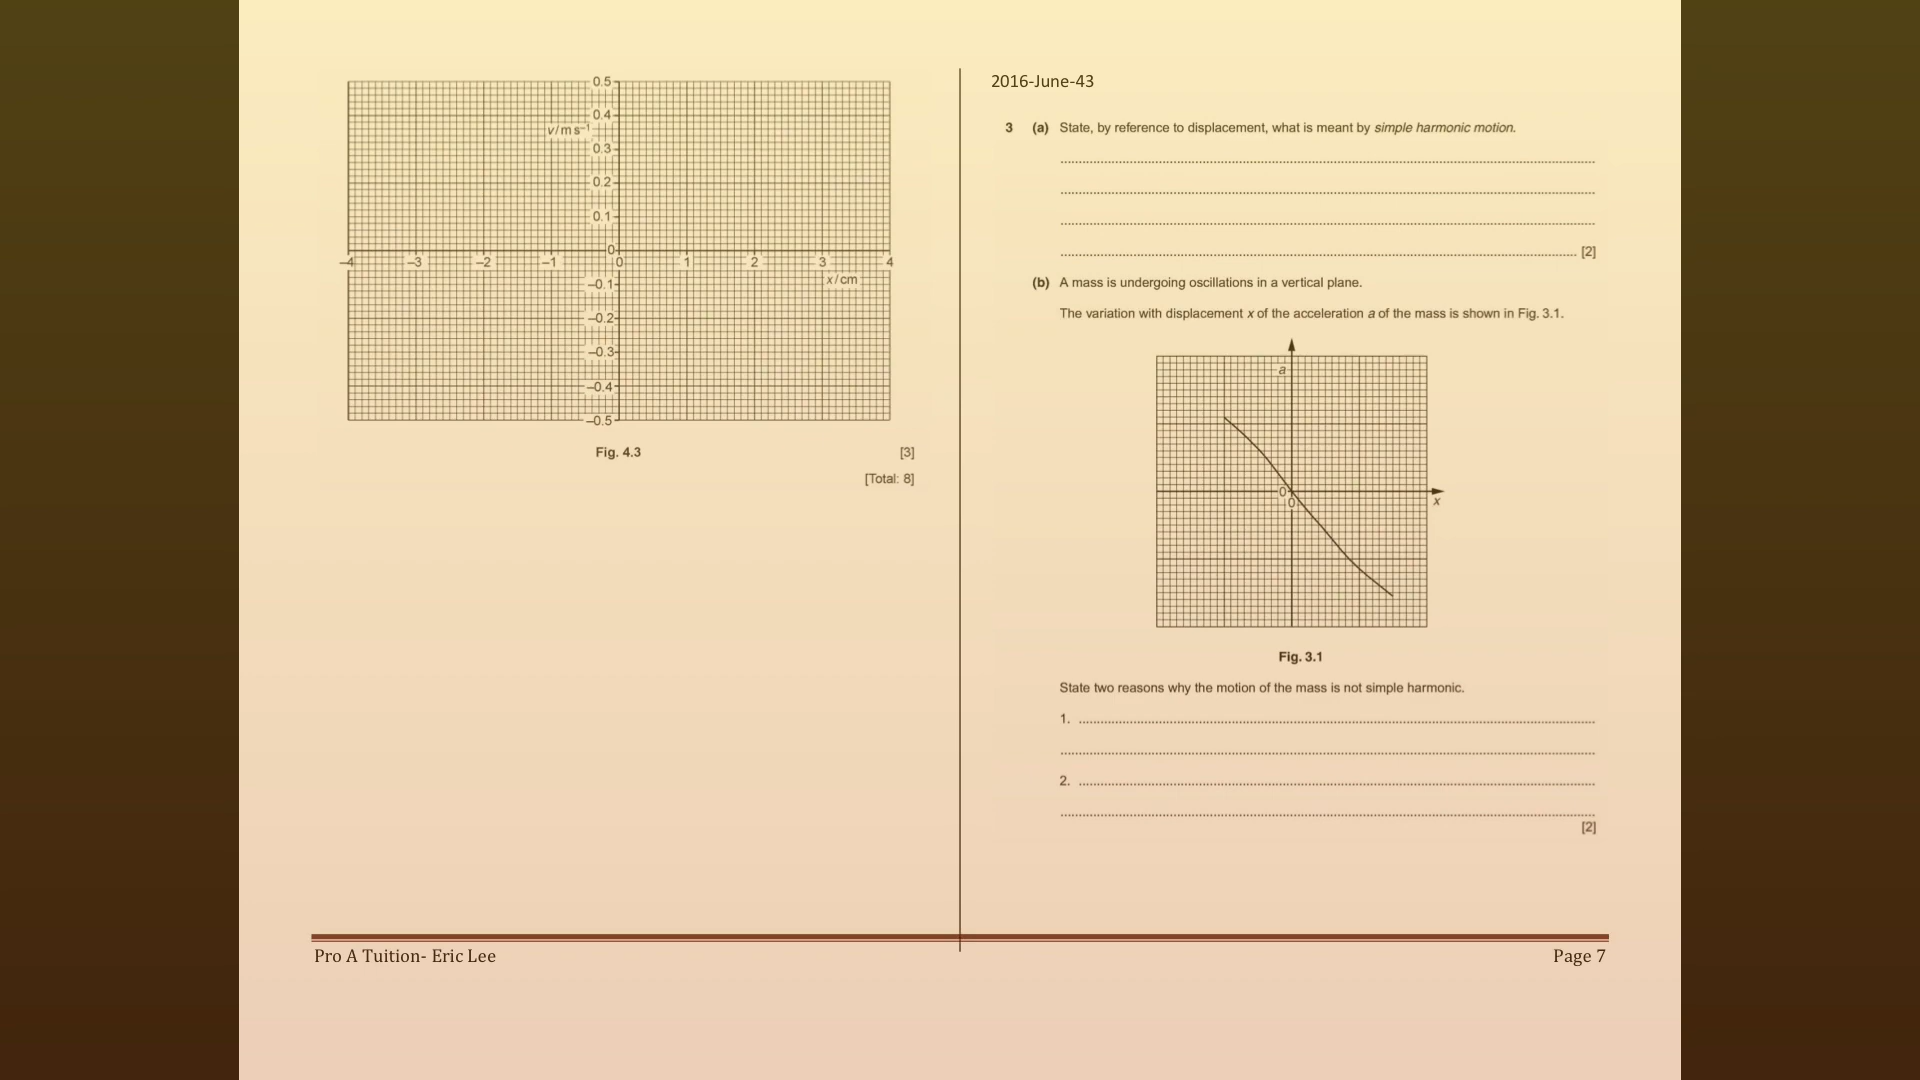 0.5
0.4
v/m s⁻¹
0.3
0.2
0.1
0
–4 –3 –2 –1 0 1 2 3 4
x/cm
–0.1
–0.2
–0.3
–0.4
–0.5
Fig. 4.3 [3]
[Total: 8]
2016-June-43
3 (a) State, by reference to displacement, what is meant by simple harmonic motion.
[2]
(b) A mass is undergoing oscillations in a vertical plane.
The variation with displacement x of the acceleration a of the mass is shown in Fig. 3.1.
a
0
0
x
Fig. 3.1
State two reasons why the motion of the mass is not simple harmonic.
1.
2.
[2]
Pro A Tuition- Eric Lee
Page 7